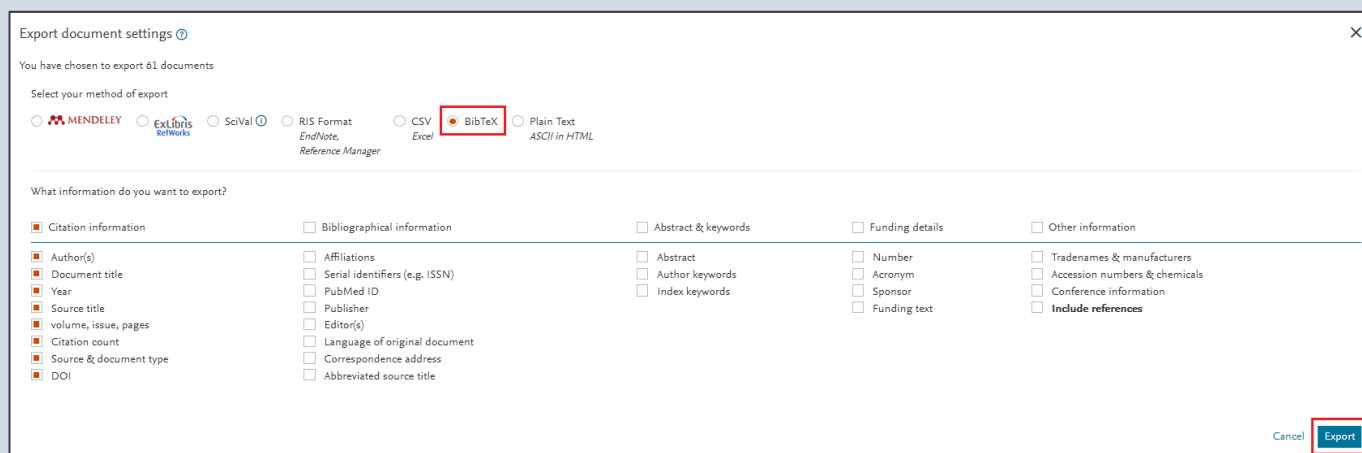 Export document settings ?
×
You have chosen to export 61 documents
Select your method of export
MENDELEY
ExLibris
RefWorks
SciVal i
RIS Format
EndNote,
Reference Manager
CSV
Excel
BibTeX
Plain Text
ASCII in HTML
What information do you want to export?
Citation information
Author(s)
Document title
Year
Source title
volume, issue, pages
Citation count
Source & document type
DOI
Bibliographical information
Affiliations
Serial identifiers (e.g. ISSN)
PubMed ID
Publisher
Editor(s)
Language of original document
Correspondence address
Abbreviated source title
Abstract & keywords
Abstract
Author keywords
Index keywords
Funding details
Number
Acronym
Sponsor
Funding text
Other information
Tradenames & manufacturers
Accession numbers & chemicals
Conference information
Include references
Cancel
Export